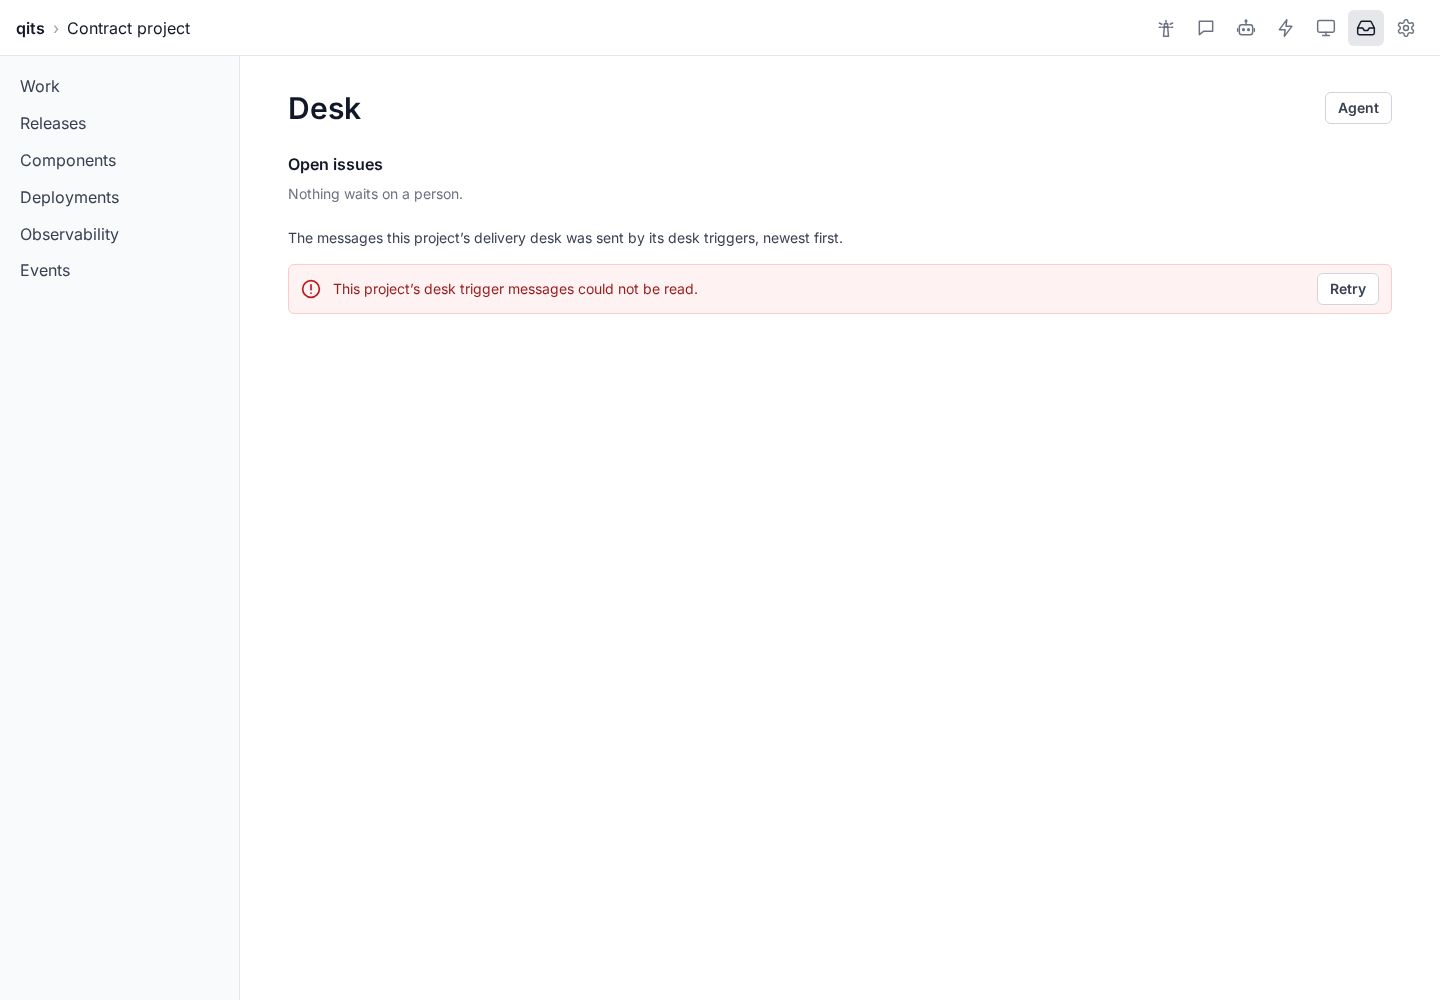 qits › Contract project
Work
Releases
Components
Deployments
Observability
Events
Desk
Agent
Open issues
Nothing waits on a person.
The messages this project’s delivery desk was sent by its desk triggers, newest first.
This project’s desk trigger messages could not be read.
Retry